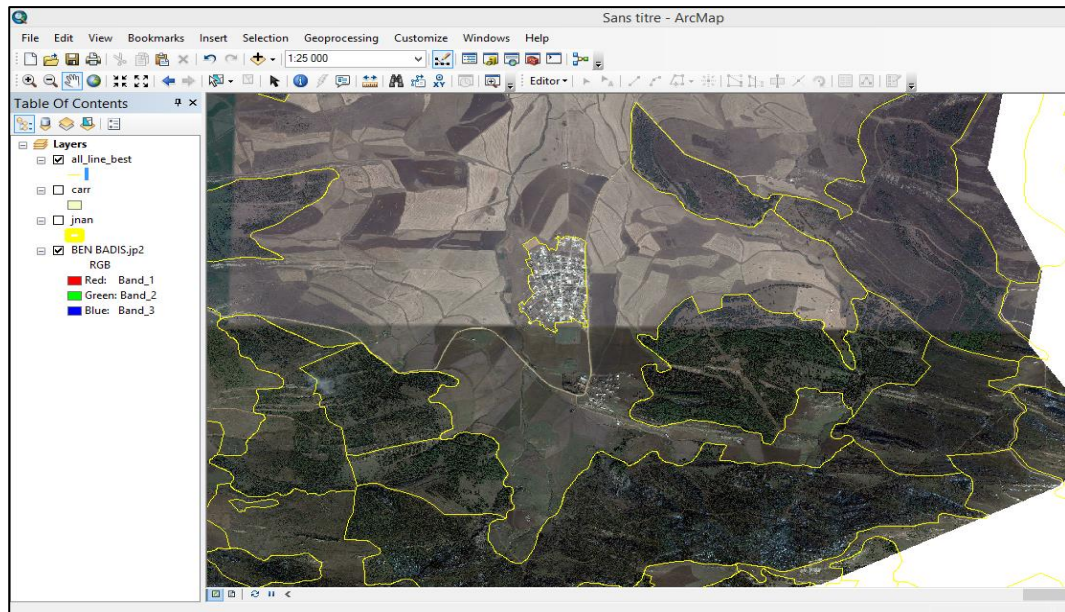 Sans titre - ArcMap
File Edit View Bookmarks Insert Selection Geoprocessing Customize Windows Help
1:25 000
Editor
Table Of Contents
Layers
all_line_best
carr
jnan
BEN BADIS.jp2
RGB
Red: Band_1
Green: Band_2
Blue: Band_3